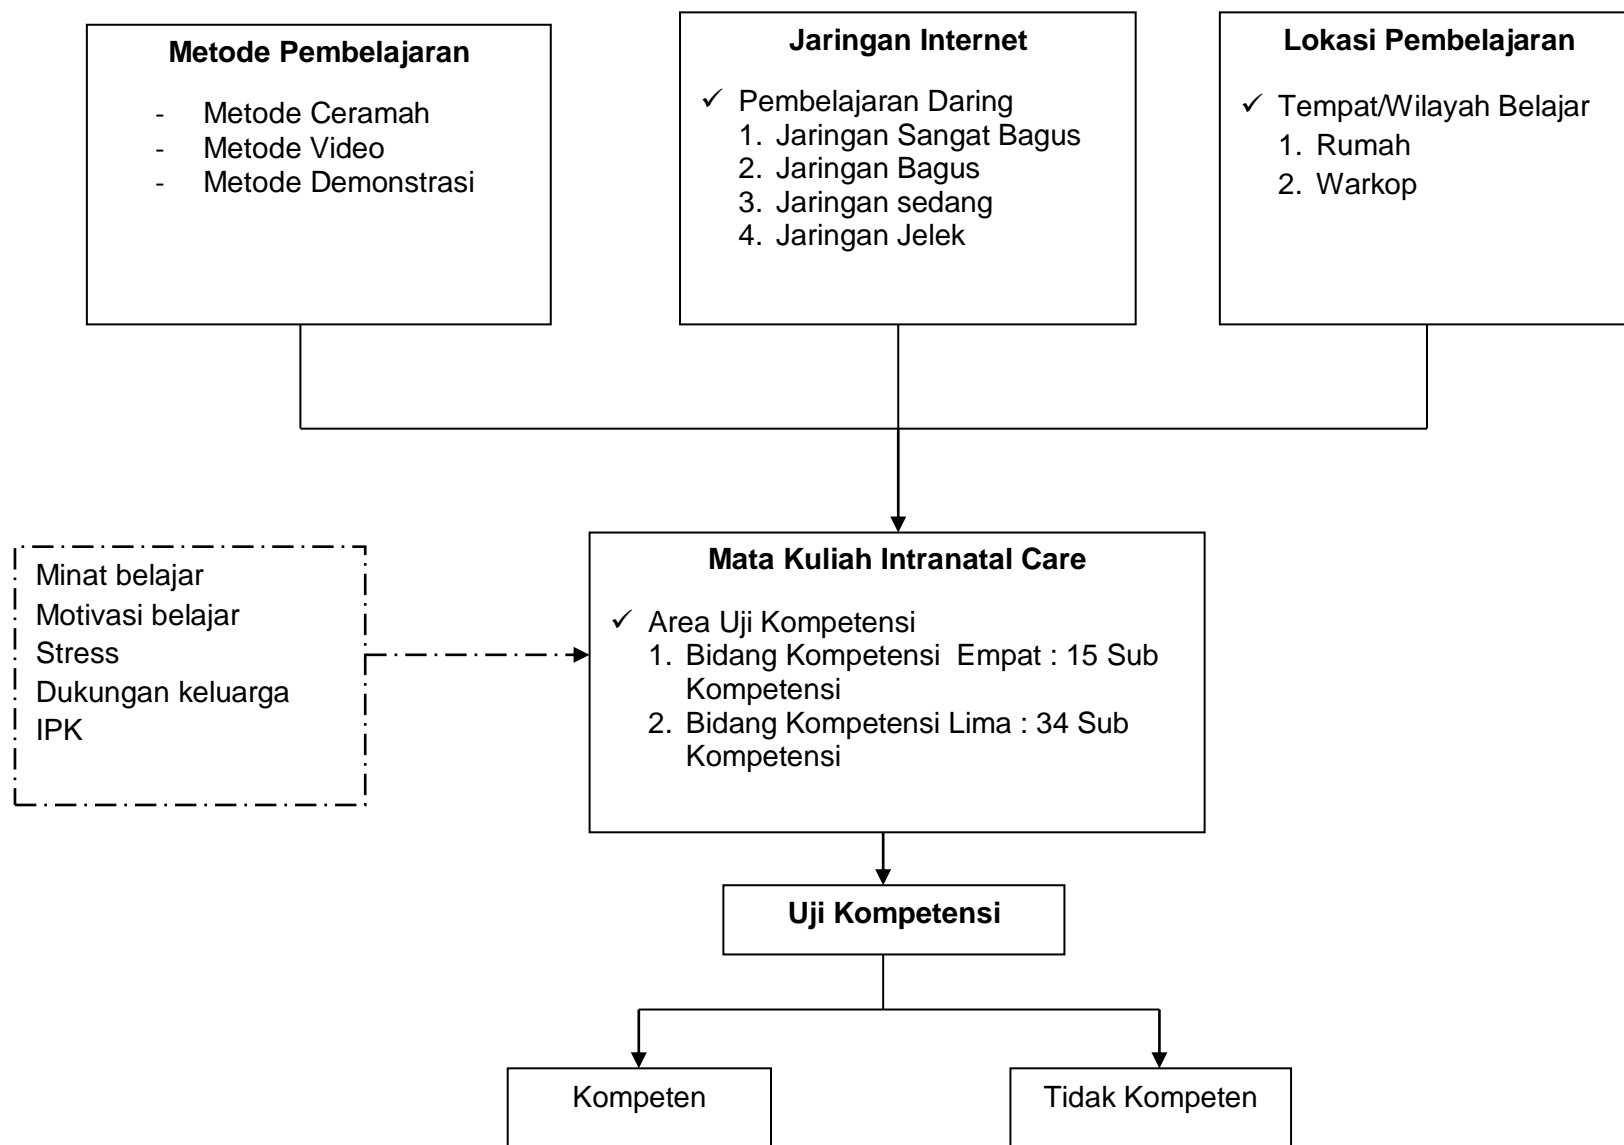 Metode Pembelajaran
- Metode Ceramah
- Metode Video
- Metode Demonstrasi
Jaringan Internet
✓ Pembelajaran Daring
1. Jaringan Sangat Bagus
2. Jaringan Bagus
3. Jaringan sedang
4. Jaringan Jelek
Lokasi Pembelajaran
✓ Tempat/Wilayah Belajar
1. Rumah
2. Warkop
Minat belajar
Motivasi belajar
Stress
Dukungan keluarga
IPK
Mata Kuliah Intranatal Care
✓ Area Uji Kompetensi
1. Bidang Kompetensi Empat : 15 Sub
Kompetensi
2. Bidang Kompetensi Lima : 34 Sub
Kompetensi
Uji Kompetensi
Kompeten
Tidak Kompeten